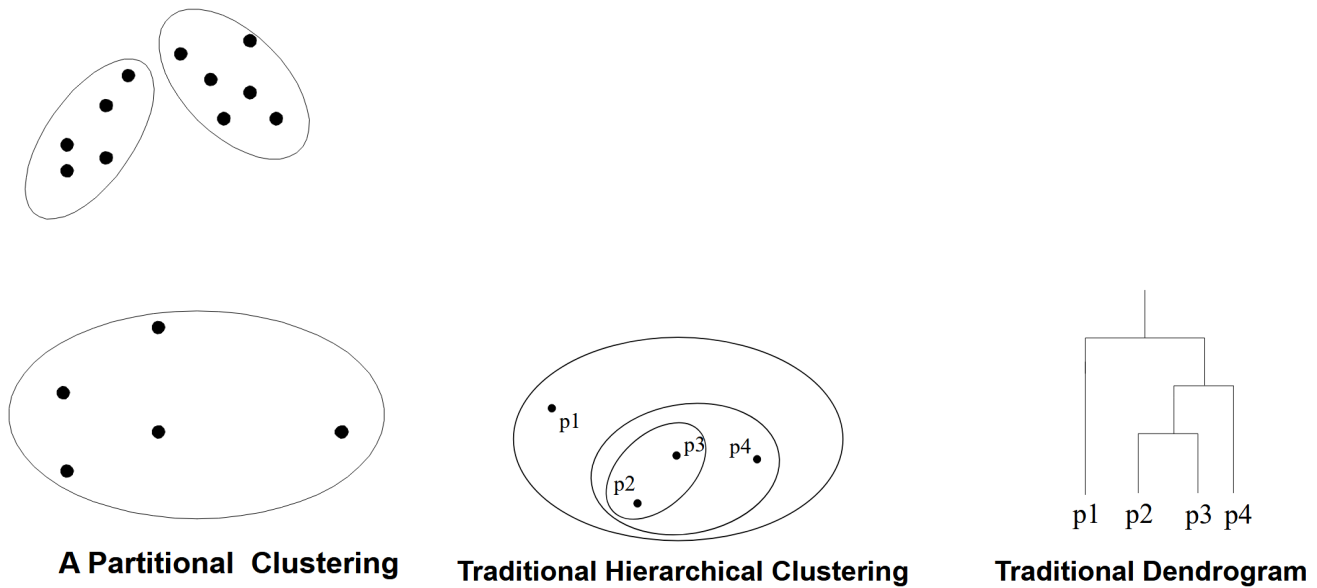 p1
p3
p4
p2
p1 p2 p3 p4
A Partitional Clustering
Traditional Hierarchical Clustering
Traditional Dendrogram